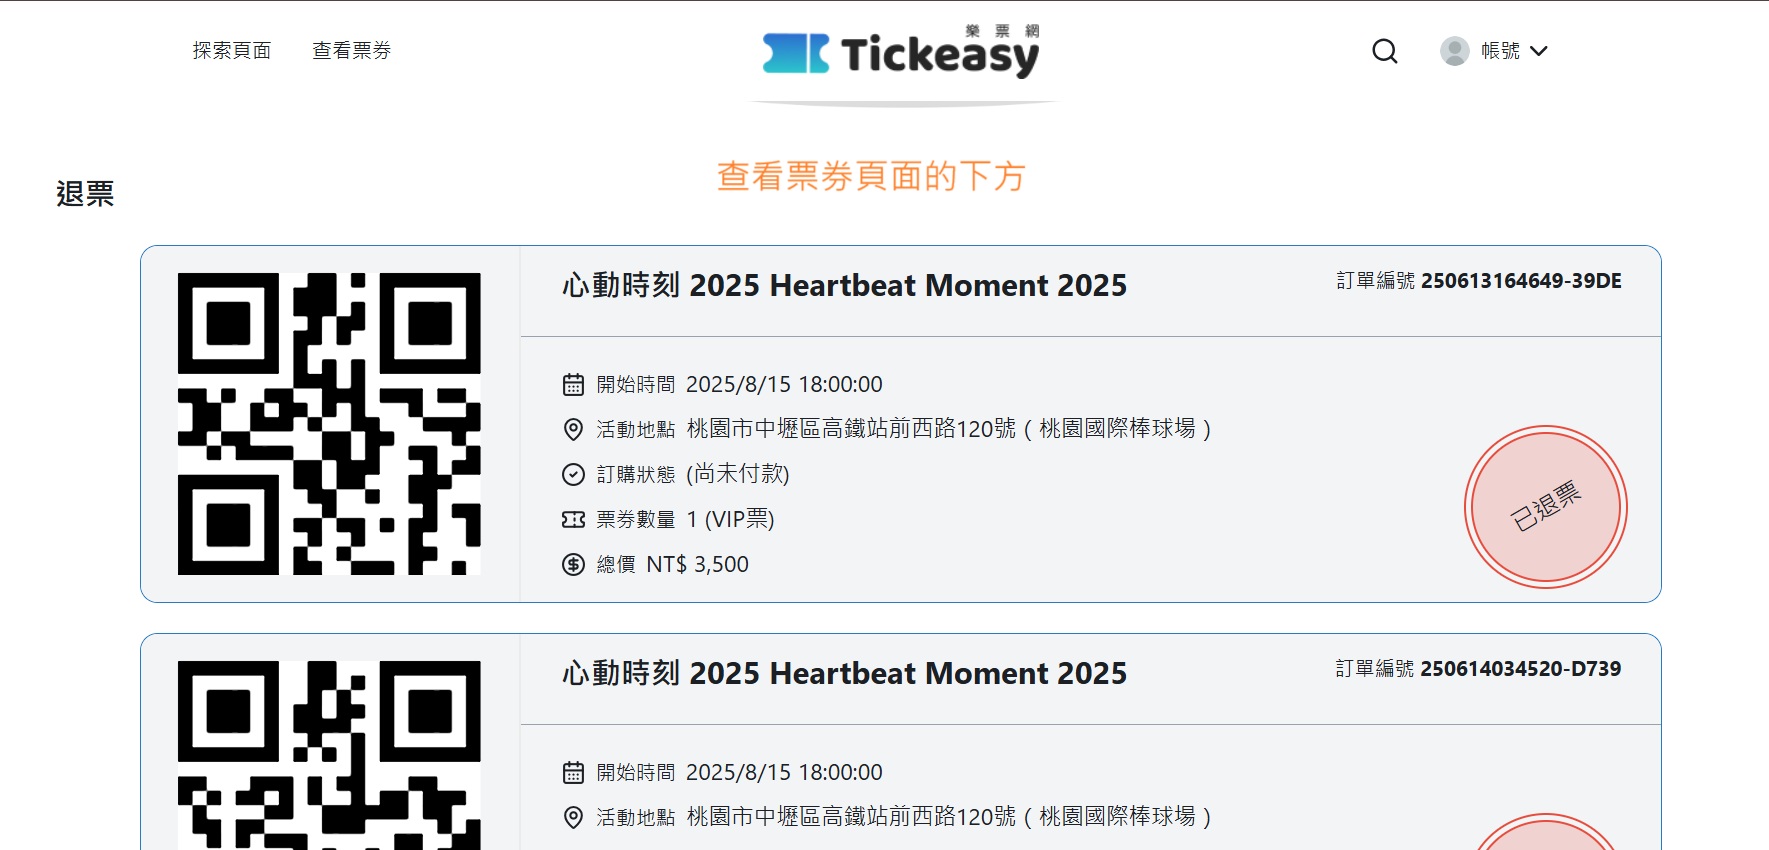 探索頁面 查看票券
樂票網
Tickeasy
帳號
查看票券頁面的下方
退票
心動時刻 2025 Heartbeat Moment 2025
訂單編號 250613164649-39DE
開始時間 2025/8/15 18:00:00
活動地點 桃園市中壢區高鐵站前西路120號 ( 桃園國際棒球場 )
訂購狀態 (尚未付款)
票券數量 1 (VIP票)
總價 NT$ 3,500
已退票
心動時刻 2025 Heartbeat Moment 2025
訂單編號 250614034520-D739
開始時間 2025/8/15 18:00:00
活動地點 桃園市中壢區高鐵站前西路120號 ( 桃園國際棒球場 )